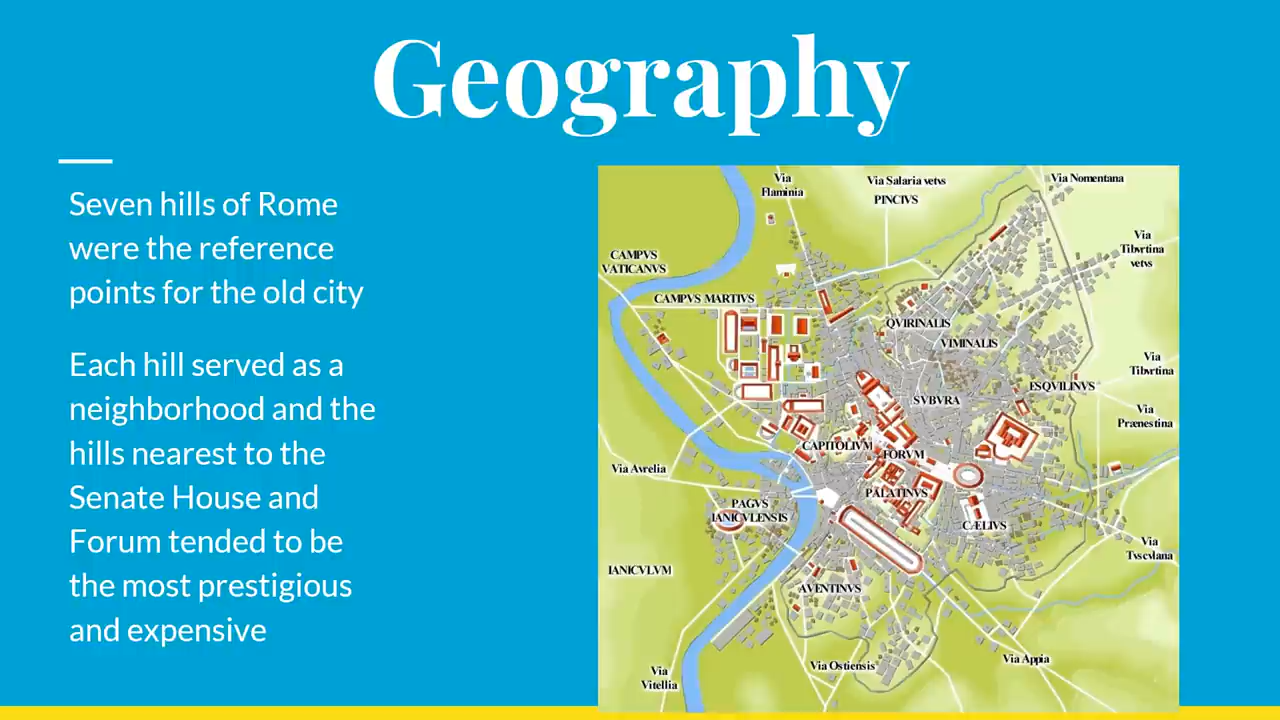 Geography
Seven hills of Rome
were the reference
points for the old city
Each hill served as a
neighborhood and the
hills nearest to the
Senate House and
Forum tended to be
the most prestigious
and expensive
Via
Flaminia
Via Salaria vetvs
PINCIVS
Via Nomentana
Via
Tibvrtina
vetvs
CAMPVS
VATICANVS
CAMPVS MARTIVS
QVIRINALIS
VIMINALIS
Via
Tibvrtina
ESQVILINVS
SVBVRA
Via
Prænestina
CAPITOLIVM
FORVM
Via Avrelia
PALATINVS
PAGVS
IANICVLENSIS
CÆLIVS
Via
Tvscvlana
IANICVLVM
AVENTINVS
Via Ostiensis
Via Appia
Via
Vitellia